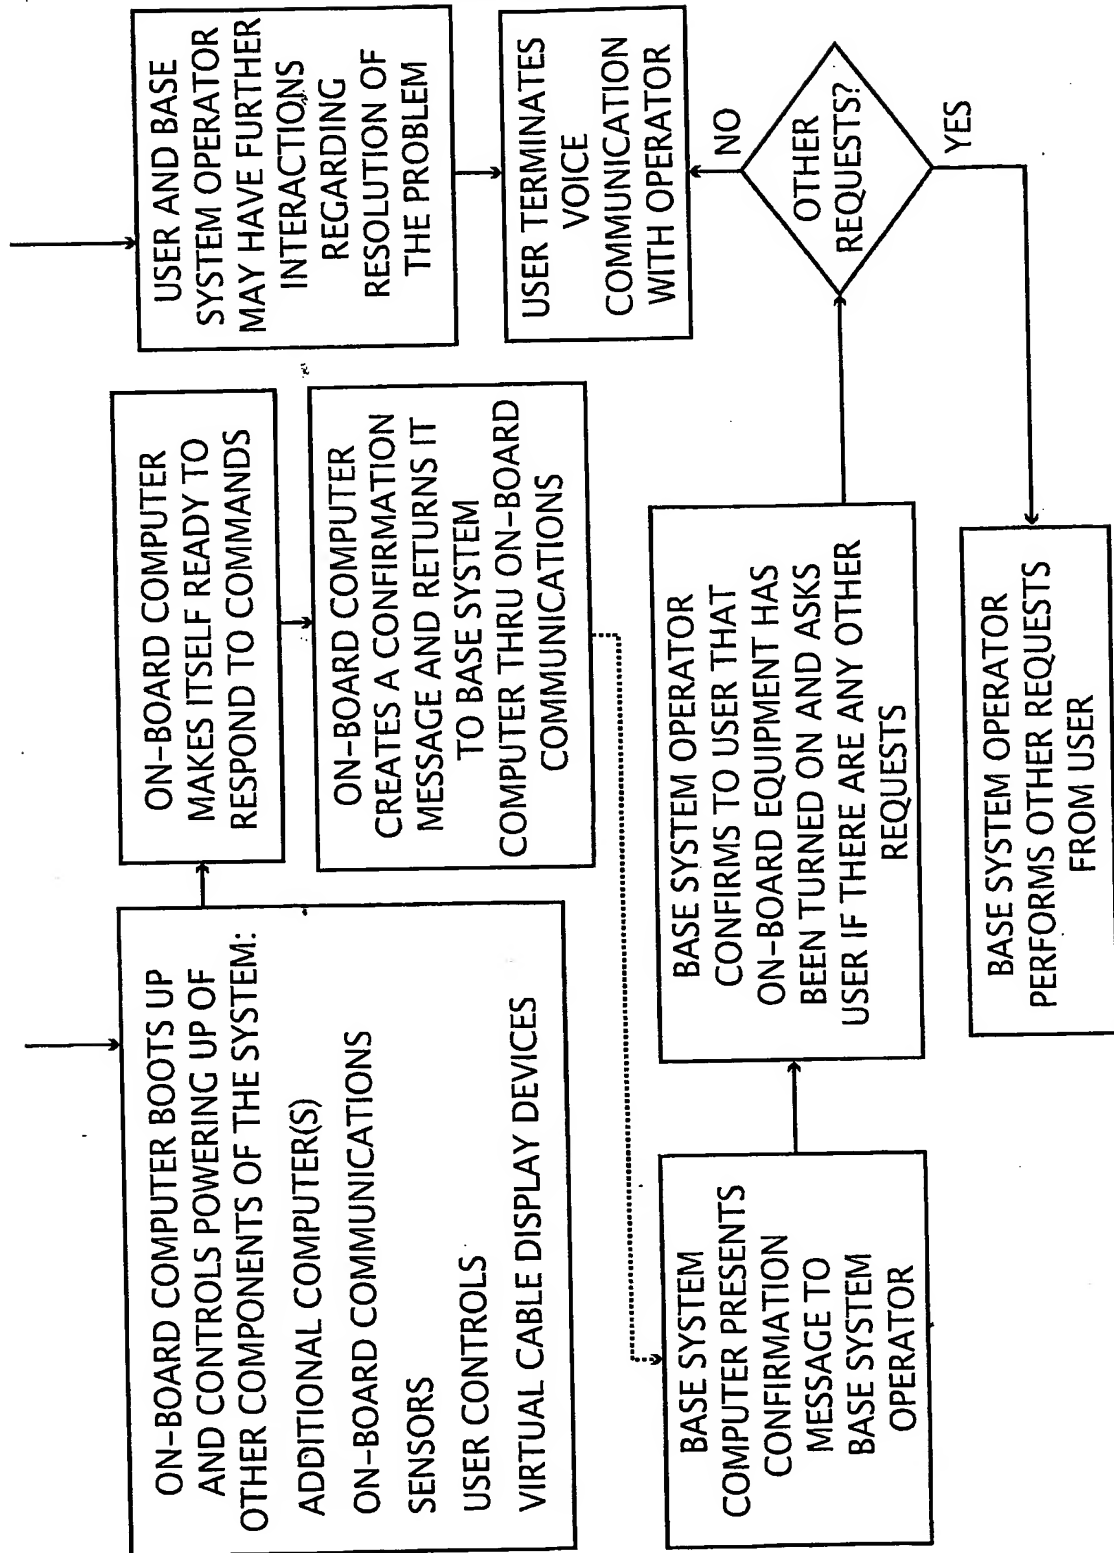 ON-BOARD COMPUTER BOOTS UP
AND CONTROLS POWERING UP OF
OTHER COMPONENTS OF THE SYSTEM:
ADDITIONAL COMPUTER(S)
ON-BOARD COMMUNICATIONS
SENSORS
USER CONTROLS
VIRTUAL CABLE DISPLAY DEVICES
ON-BOARD COMPUTER
MAKES ITSELF READY TO
RESPOND TO COMMANDS
ON-BOARD COMPUTER
CREATES A CONFIRMATION
MESSAGE AND RETURNS IT
TO BASE SYSTEM
COMPUTER THRU ON-BOARD
COMMUNICATIONS
USER AND BASE
SYSTEM OPERATOR
MAY HAVE FURTHER
INTERACTIONS
REGARDING
RESOLUTION OF
THE PROBLEM
USER TERMINATES
VOICE
COMMUNICATION
WITH OPERATOR
BASE SYSTEM
COMPUTER PRESENTS
CONFIRMATION
MESSAGE TO
BASE SYSTEM
OPERATOR
BASE SYSTEM OPERATOR
CONFIRMS TO USER THAT
ON-BOARD EQUIPMENT HAS
BEEN TURNED ON AND ASKS
USER IF THERE ARE ANY OTHER
REQUESTS
NO
OTHER
REQUESTS?
YES
BASE SYSTEM OPERATOR
PERFORMS OTHER REQUESTS
FROM USER